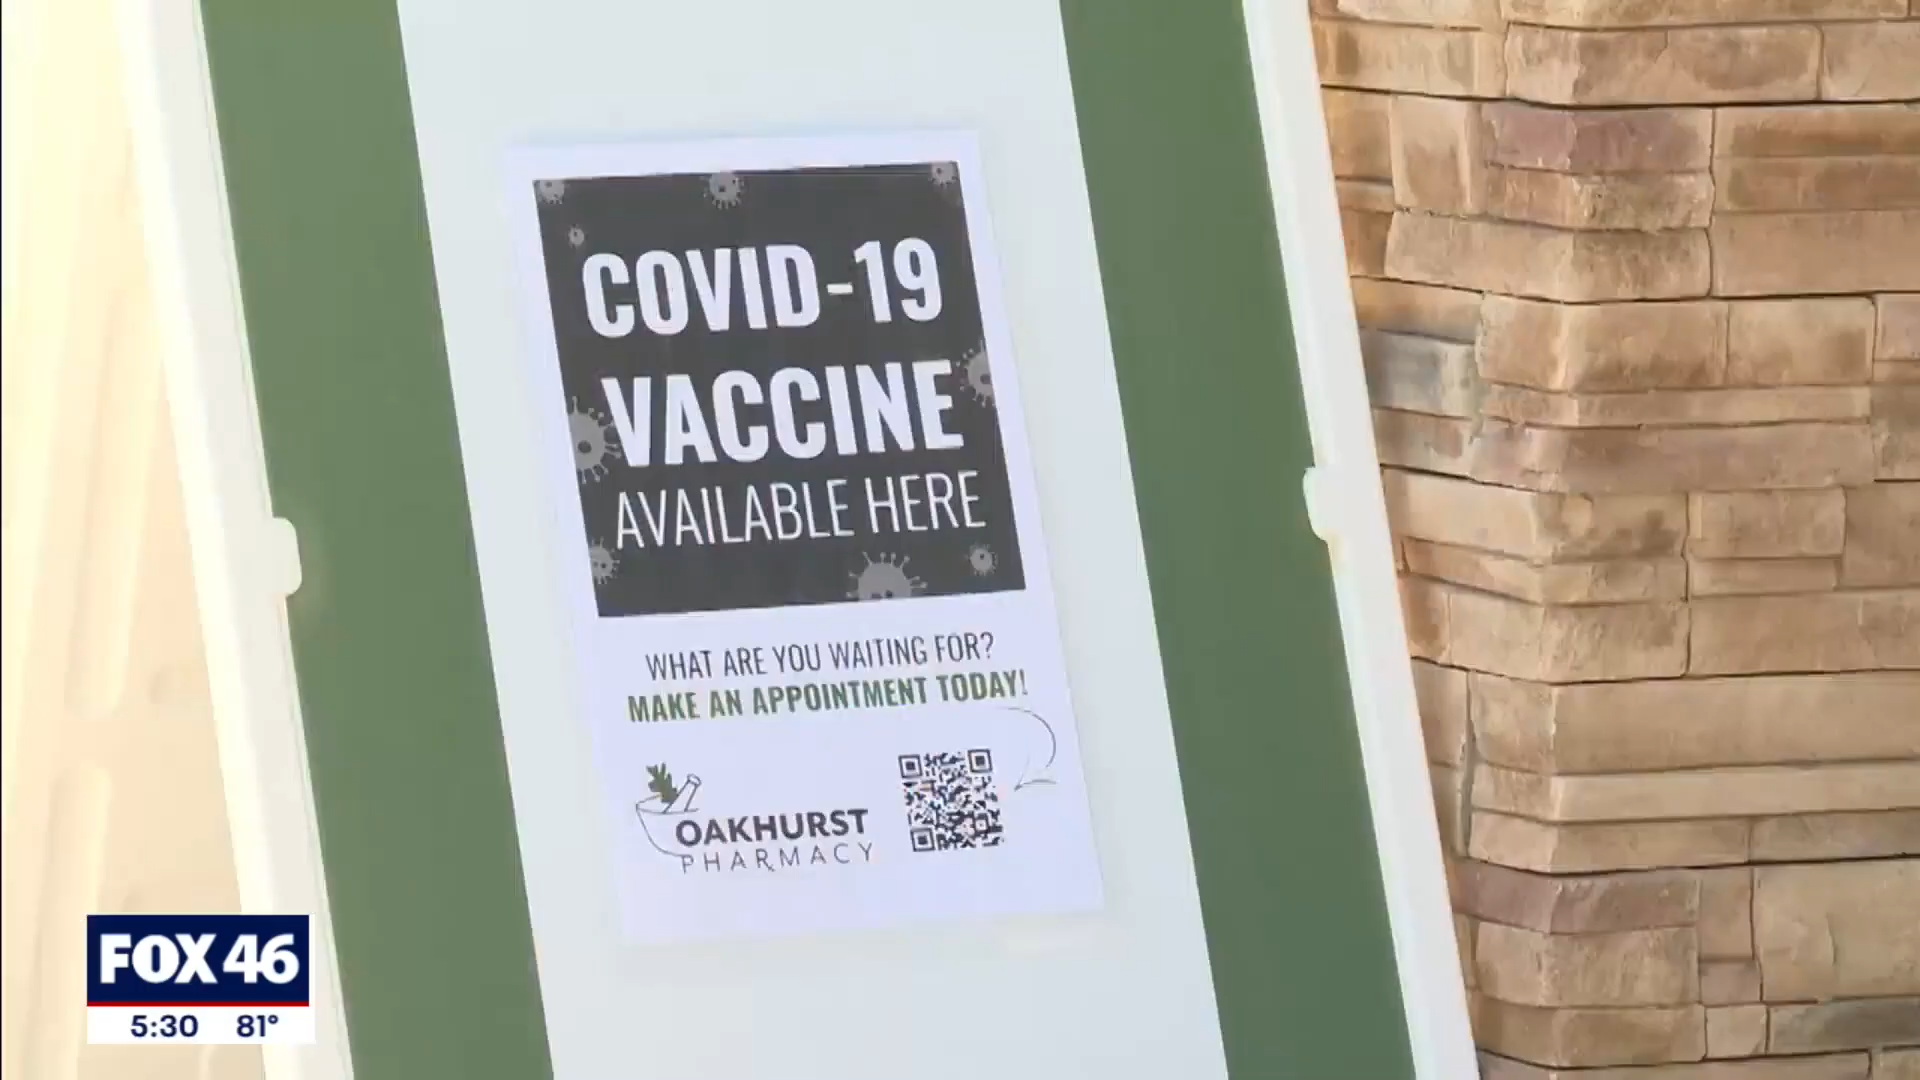 COVID-19
VACCINE
AVAILABLE HERE
WHAT ARE YOU WAITING FOR?
MAKE AN APPOINTMENT TODAY!
OAKHURST
PHARMACY
FOX 46
5:30 81°